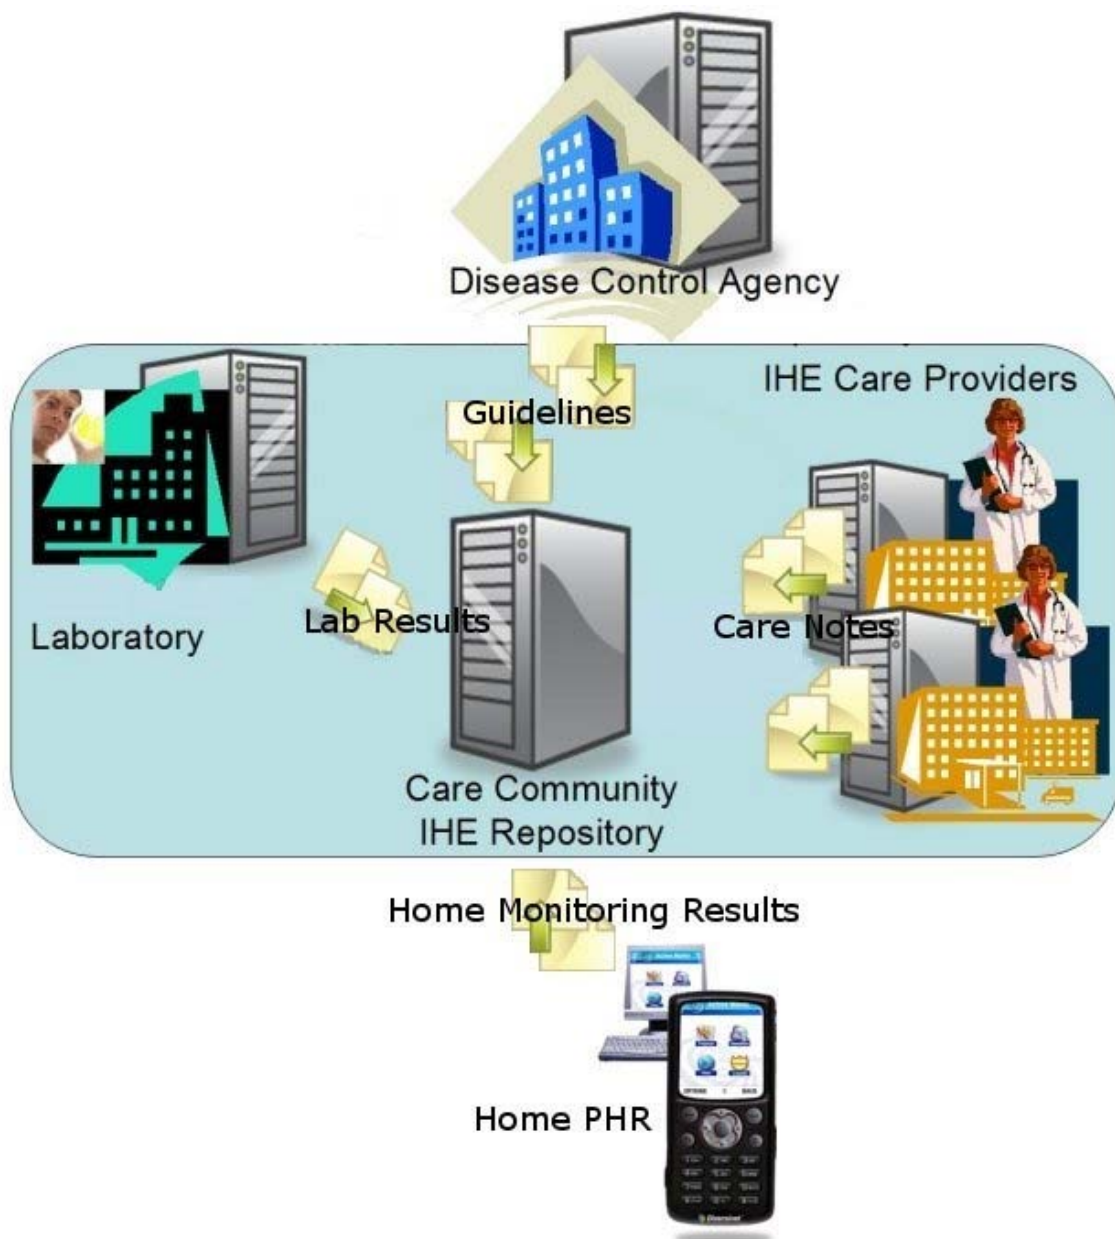 Disease Control Agency
IHE Care Providers
Guidelines
Lab Results
Laboratory
Care Notes
Care Community
IHE Repository
Home Monitoring Results
Home PHR